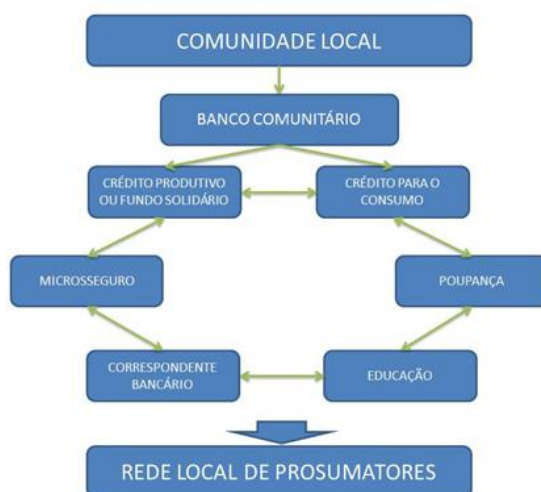 COMUNIDADE LOCAL
BANCO COMUNITÁRIO
CRÉDITO PRODUTIVO
OU FUNDO SOLIDÁRIO
CRÉDITO PARA O
CONSUMO
MICROSSEGURO
POUPANÇA
CORRESPONDENTE
BANCÁRIO
EDUCAÇÃO
REDE LOCAL DE PROSUMATORES